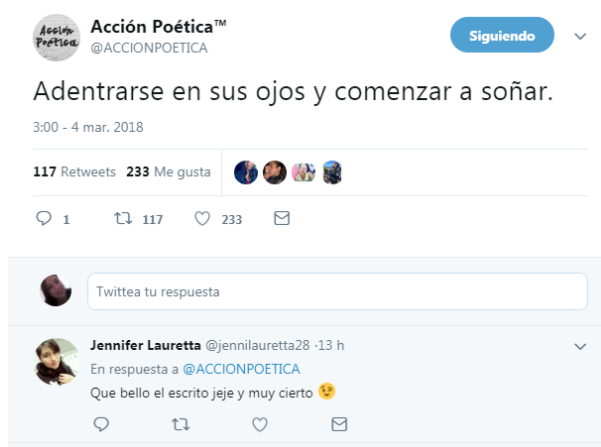 Acción Poética™
@ACCIONPOETICA
Siguiendo
Adentrarse en sus ojos y comenzar a soñar.
3:00 - 4 mar. 2018
117 Retweets 233 Me gusta
1 117 233
Twittea tu respuesta
Jennifer Lauretta @jennilauretta28 ·13 h
En respuesta a @ACCIONPOETICA
Que bello el escrito jeje y muy cierto 😉